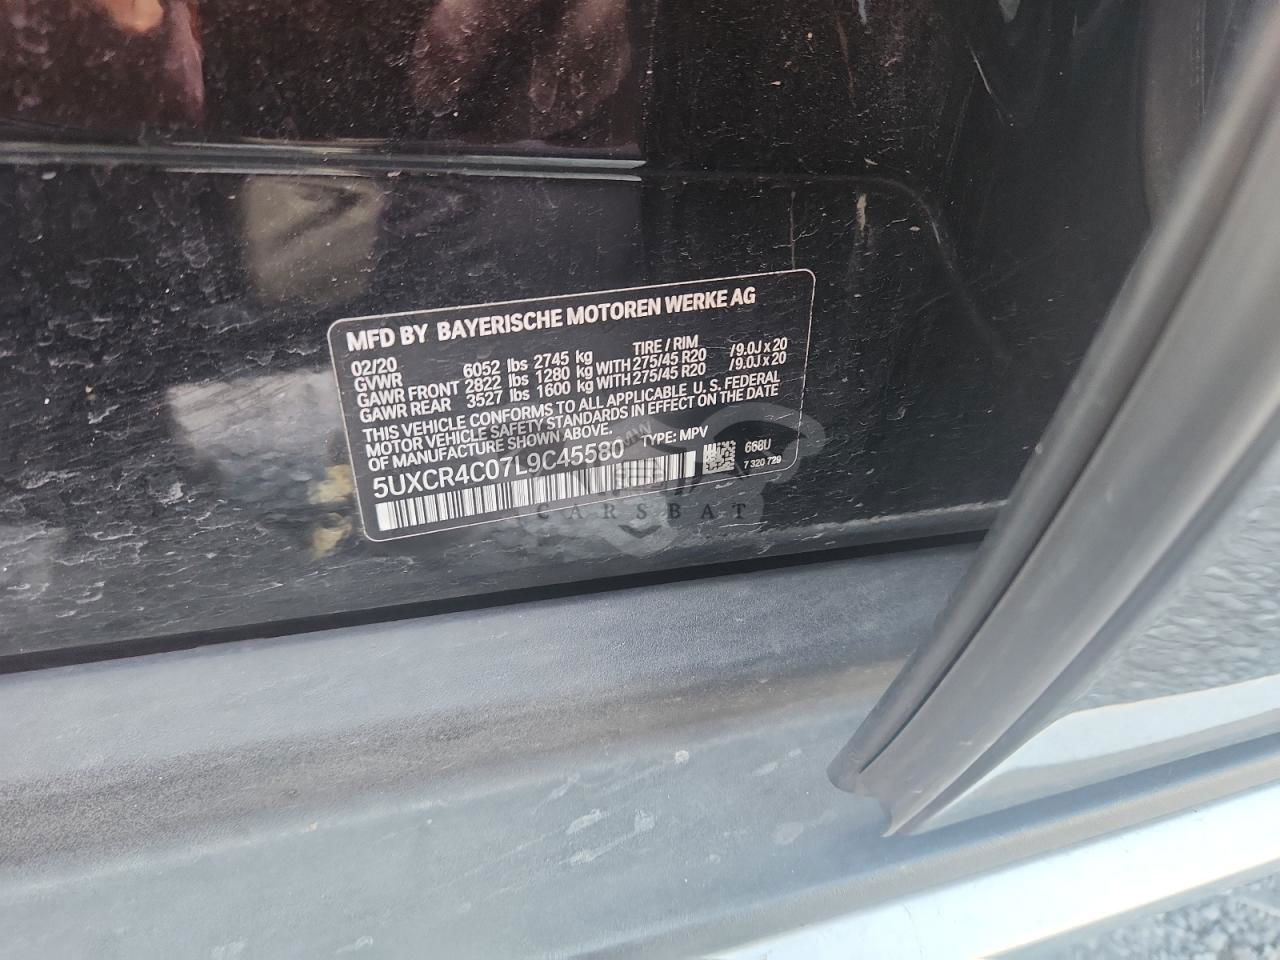 MFD BY BAYERISCHE MOTOREN WERKE AG
02/20 TIRE / RIM
GVWR 6052 lbs 2745 kg
GAWR FRONT 2822 lbs 1280 kg WITH 275/45 R20 /9.0J x 20
GAWR REAR 3527 lbs 1600 kg WITH 275/45 R20 /9.0J x 20
THIS VEHICLE CONFORMS TO ALL APPLICABLE U. S. FEDERAL
MOTOR VEHICLE SAFETY STANDARDS IN EFFECT ON THE DATE
OF MANUFACTURE SHOWN ABOVE.
5UXCR4C07L9C45580 TYPE: MPV
668U
7 320 729
CARSBAT